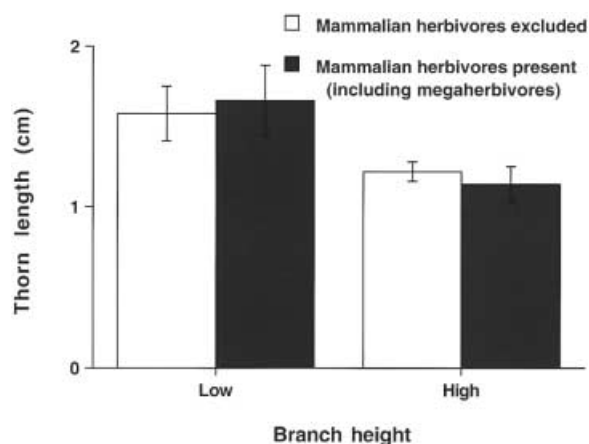 Mammalian herbivores excluded
Mammalian herbivores present
(including megaherbivores)
2
1
0
Thorn length (cm)
Low
High
Branch height